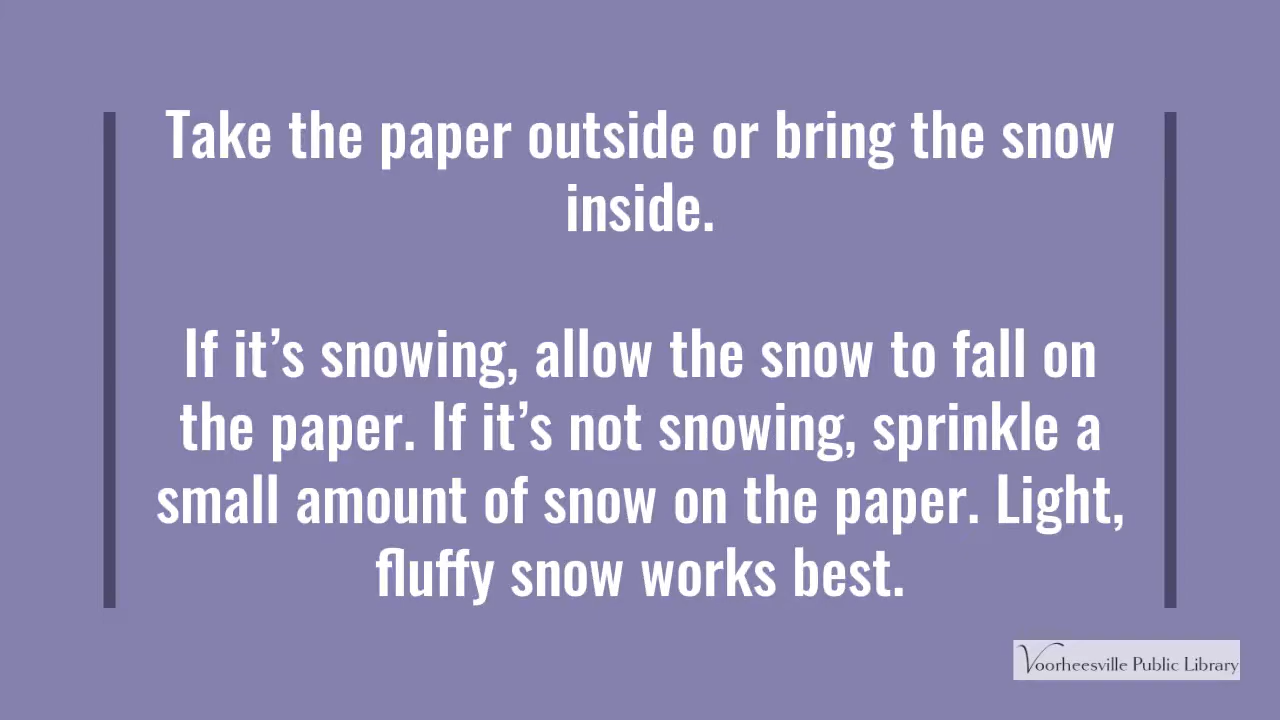 Take the paper outside or bring the snow
inside.
If it’s snowing, allow the snow to fall on
the paper. If it’s not snowing, sprinkle a
small amount of snow on the paper. Light,
fluffy snow works best.
Voorheesville Public Library